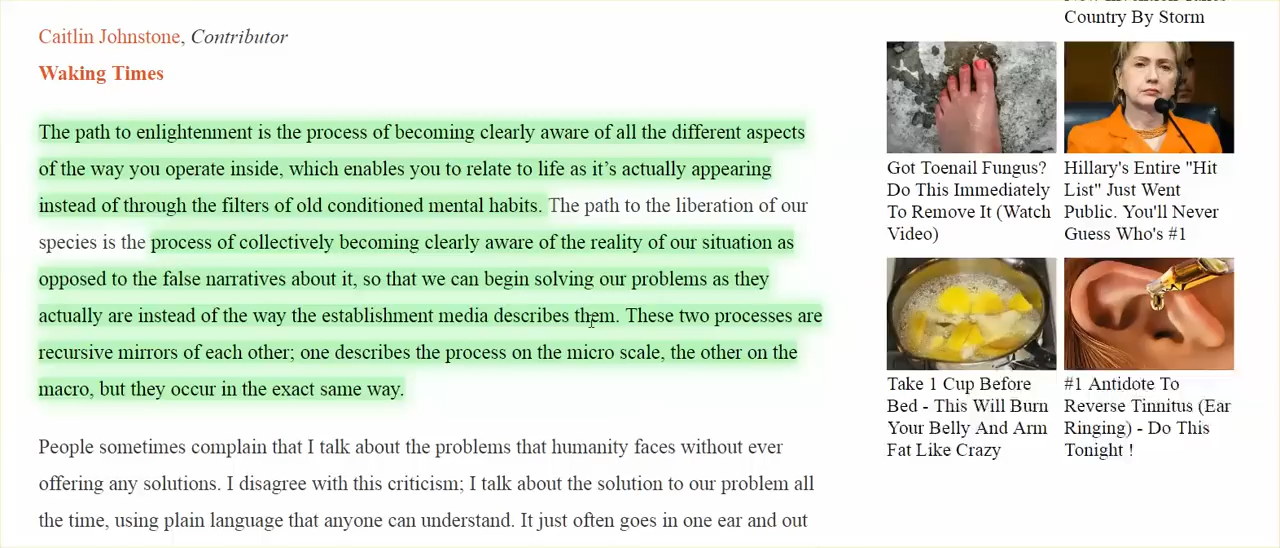 Caitlin Johnstone, Contributor
Waking Times
The path to enlightenment is the process of becoming clearly aware of all the different aspects
of the way you operate inside, which enables you to relate to life as it’s actually appearing
instead of through the filters of old conditioned mental habits. The path to the liberation of our
species is the process of collectively becoming clearly aware of the reality of our situation as
opposed to the false narratives about it, so that we can begin solving our problems as they
actually are instead of the way the establishment media describes them. These two processes are
recursive mirrors of each other; one describes the process on the micro scale, the other on the
macro, but they occur in the exact same way.
People sometimes complain that I talk about the problems that humanity faces without ever
offering any solutions. I disagree with this criticism; I talk about the solution to our problem all
the time, using plain language that anyone can understand. It just often goes in one ear and out
Country By Storm
Got Toenail Fungus?
Do This Immediately
To Remove It (Watch
Video)
Hillary's Entire "Hit
List" Just Went
Public. You'll Never
Guess Who's #1
Take 1 Cup Before
Bed - This Will Burn
Your Belly And Arm
Fat Like Crazy
#1 Antidote To
Reverse Tinnitus (Ear
Ringing) - Do This
Tonight !